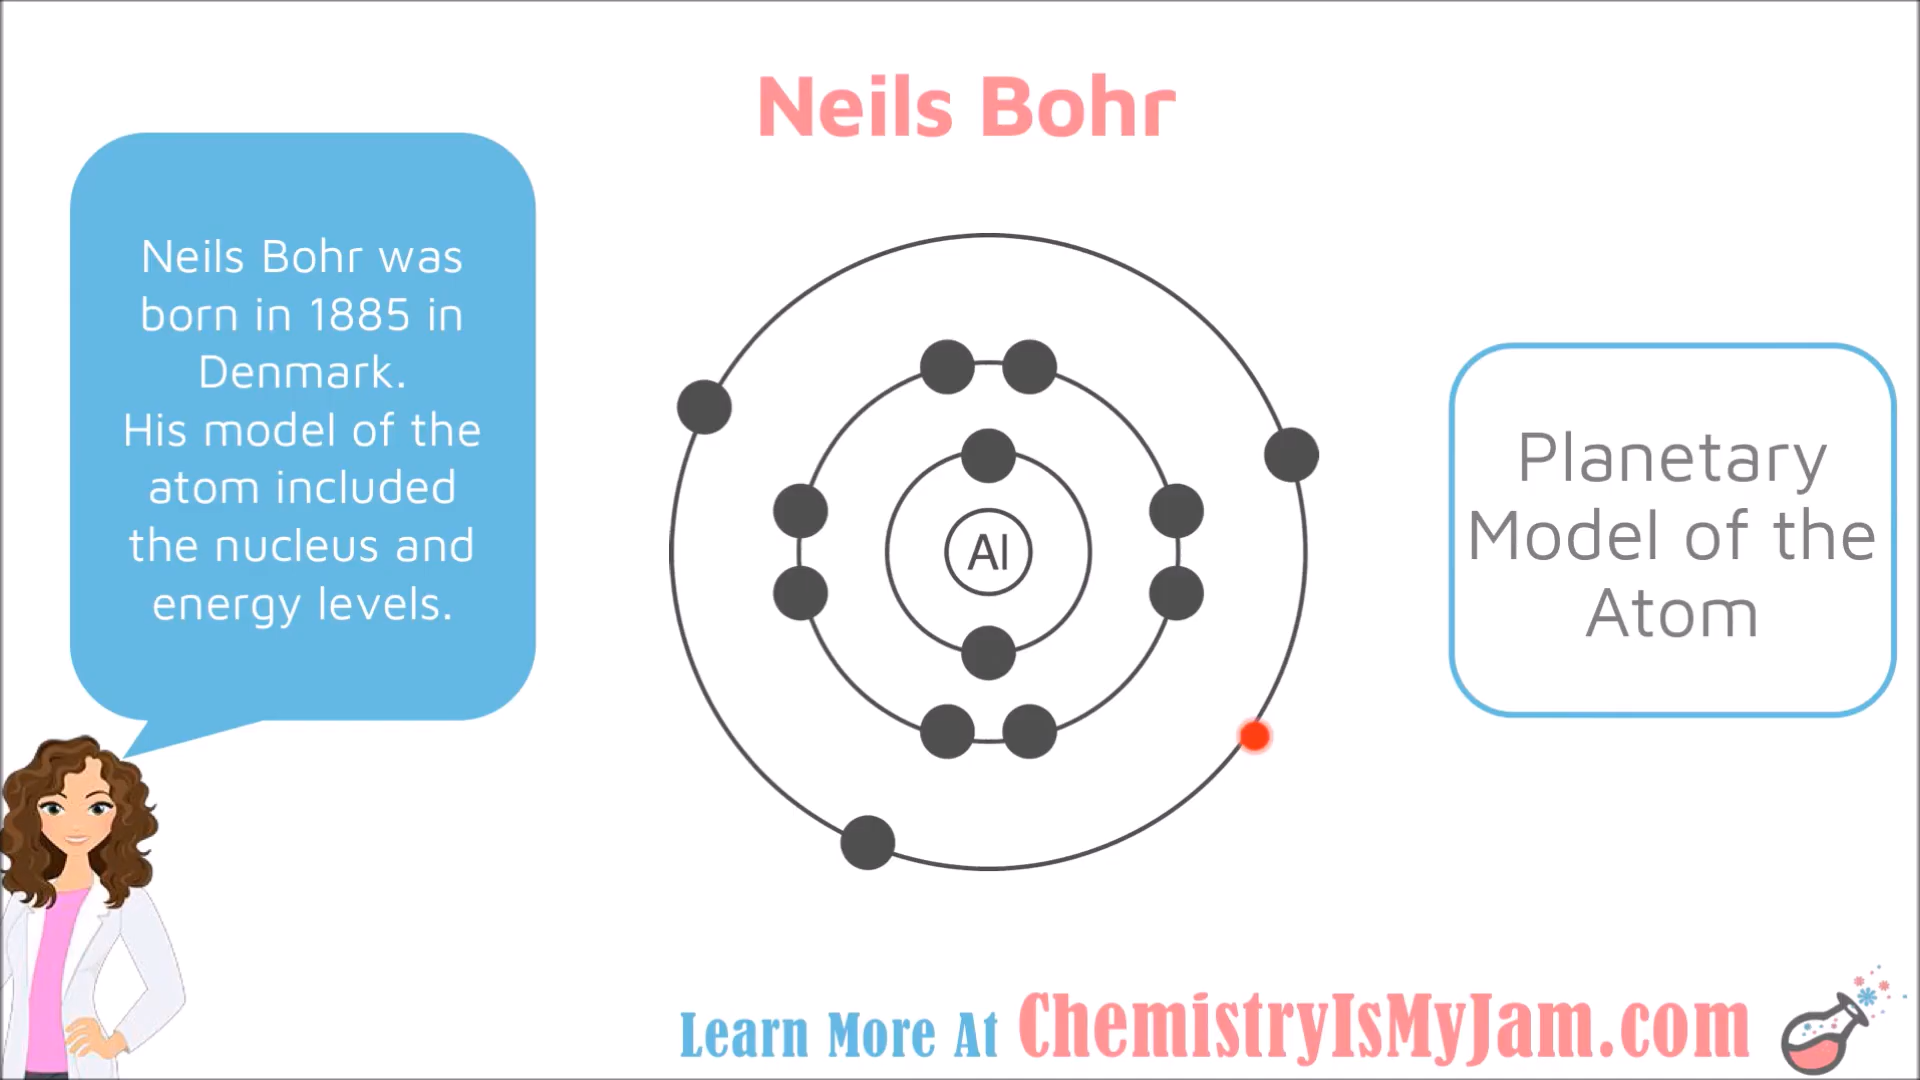 Neils Bohr
Neils Bohr was
born in 1885 in
Denmark.
His model of the
atom included
the nucleus and
energy levels.
Al
Planetary
Model of the
Atom
Learn More At ChemistryIsMyJam.com